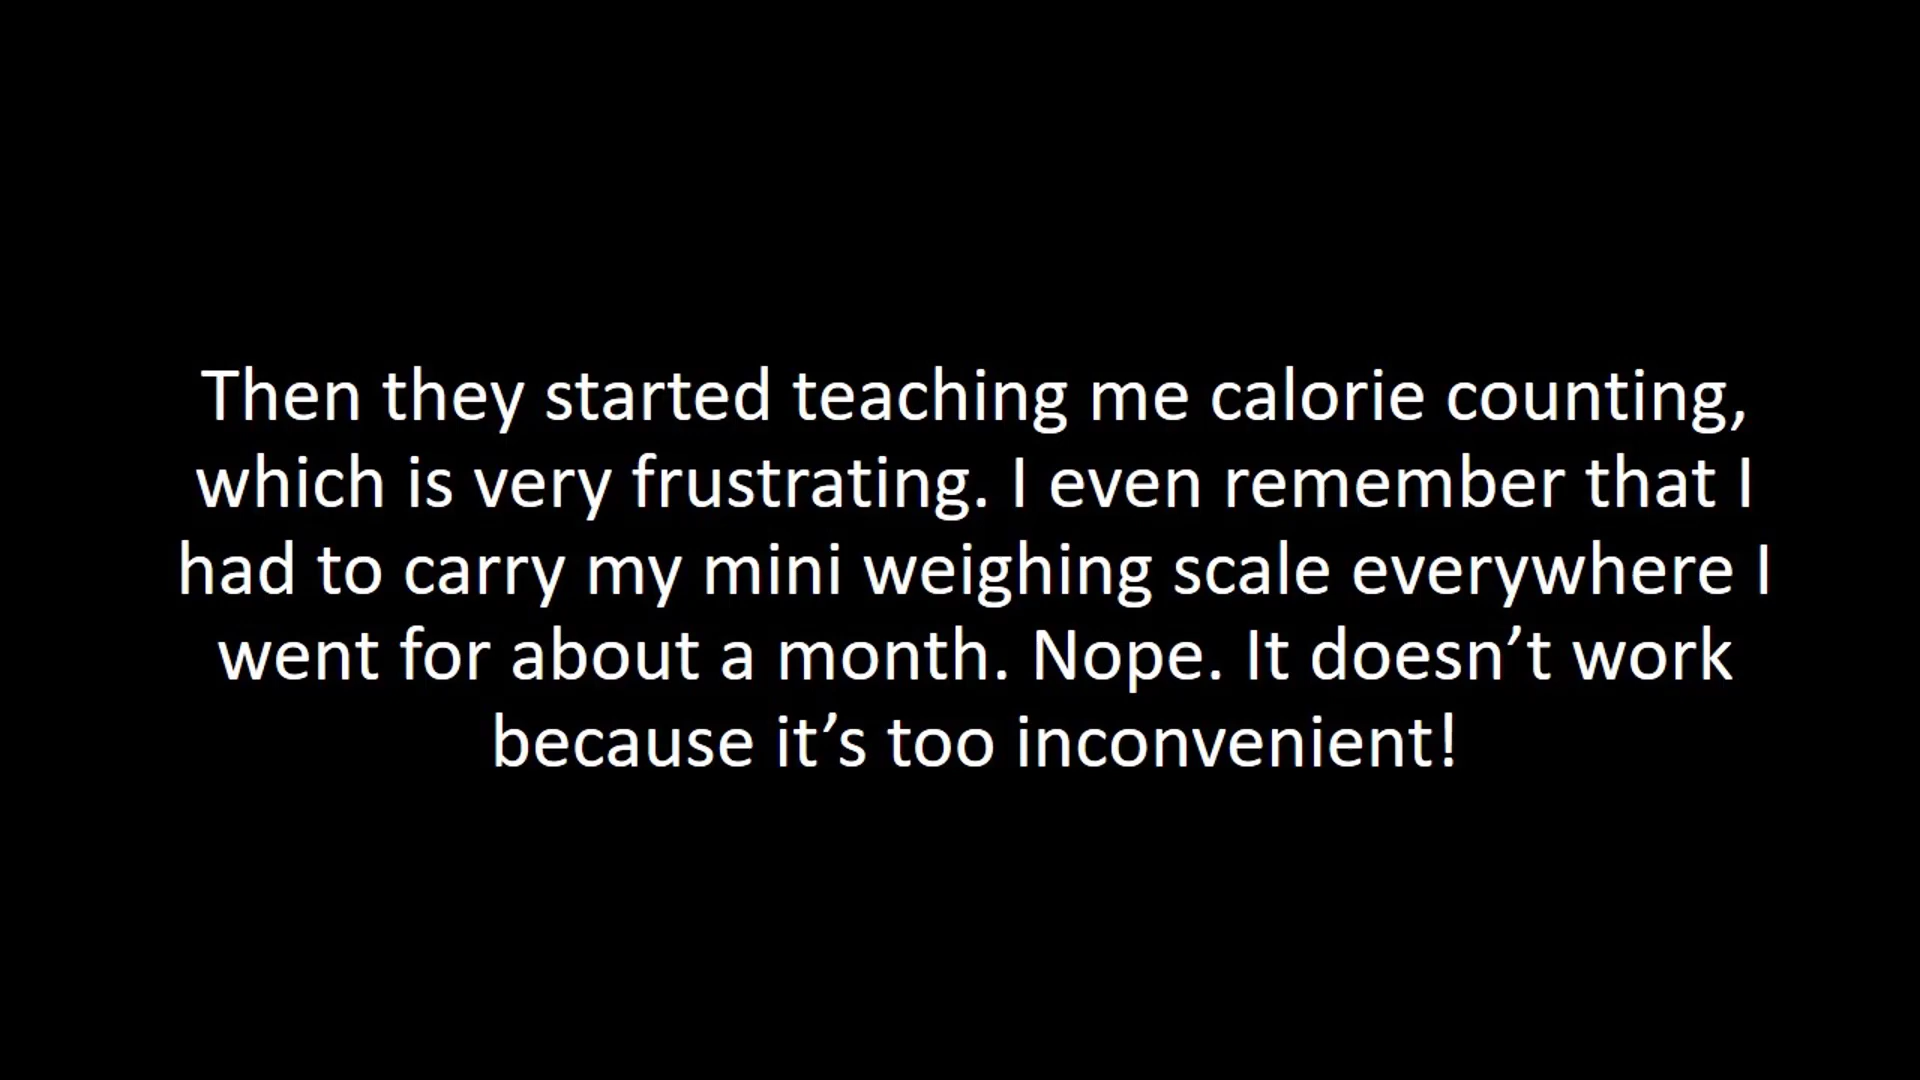 Then they started teaching me calorie counting,
which is very frustrating. I even remember that I
had to carry my mini weighing scale everywhere I
went for about a month. Nope. It doesn’t work
because it’s too inconvenient!